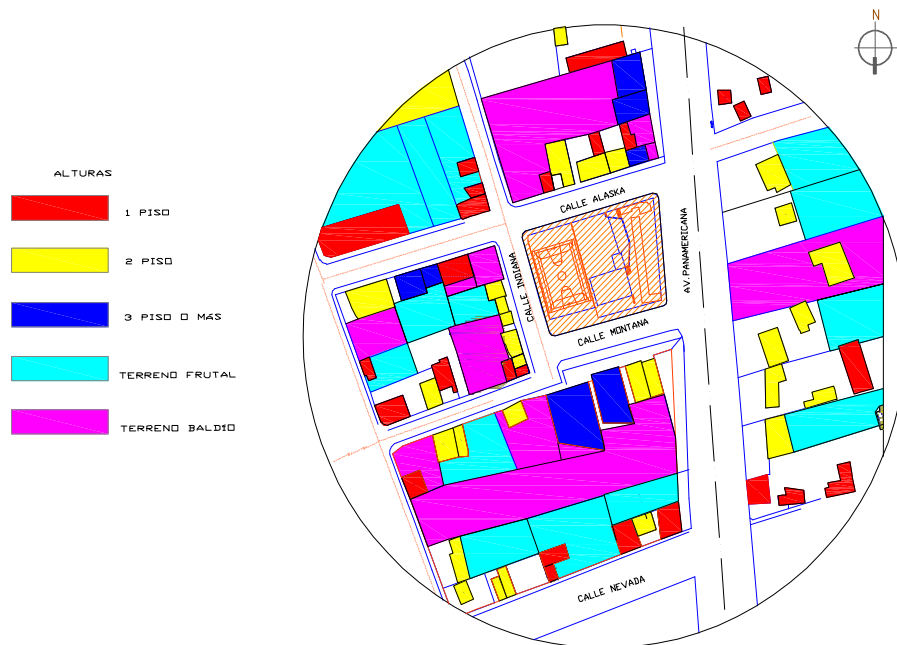 N
ALTURAS
1 PISO
2 PISO
3 PISO O MAS
TERRENO FRUTAL
TERRENO BALDIO
CALLE ALASKA
CALLE INDIANA
AV.PANAMERICANA
CALLE MONTANA
CALLE NEVADA